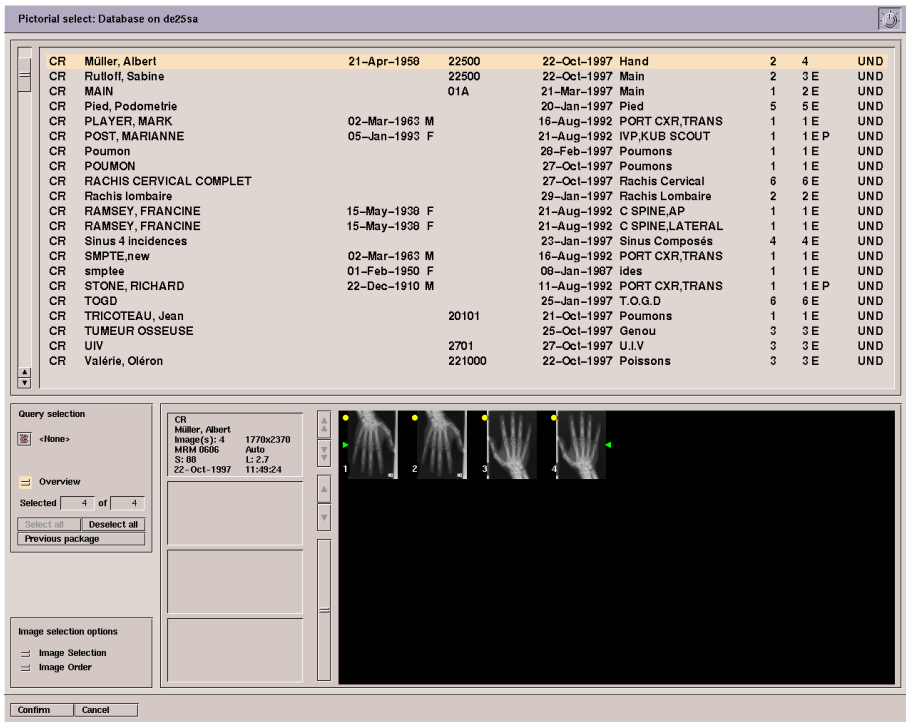 Pictorial select: Database on de25sa
CR Müller, Albert 21-Apr-1958 22500 22-Oct-1997 Hand 2 4 UND
CR Rutloff, Sabine 22500 22-Oct-1997 Main 2 3 E UND
CR MAIN 01A 21-Mar-1997 Main 1 2 E UND
CR Pied, Podometrie 20-Jan-1997 Pied 5 5 E UND
CR PLAYER, MARK 02-Mar-1963 M 16-Aug-1992 PORT CXR,TRANS 1 1 E UND
CR POST, MARIANNE 05-Jan-1993 F 21-Aug-1992 IVP,KUB SCOUT 1 1 E P UND
CR Poumon 28-Feb-1997 Poumons 1 1 E UND
CR POUMON 27-Oct-1997 Poumons 1 1 E UND
CR RACHIS CERVICAL COMPLET 27-Oct-1997 Rachis Cervical 6 6 E UND
CR Rachis lombaire 29-Jan-1997 Rachis Lombaire 2 2 E UND
CR RAMSEY, FRANCINE 15-May-1938 F 21-Aug-1992 C SPINE,AP 1 1 E UND
CR RAMSEY, FRANCINE 15-May-1938 F 21-Aug-1992 C SPINE,LATERAL 1 1 E UND
CR Sinus 4 incidences 23-Jan-1997 Sinus Composés 4 4 E UND
CR SMPTE,new 02-Mar-1963 M 16-Aug-1992 PORT CXR,TRANS 1 1 E UND
CR smptee 01-Feb-1950 F 08-Jan-1987 ides 1 1 E UND
CR STONE, RICHARD 22-Dec-1910 M 11-Aug-1992 PORT CXR,TRANS 1 1 E P UND
CR TOGD 25-Jan-1997 T.O.G.D 6 6 E UND
CR TRICOTEAU, Jean 20101 21-Oct-1997 Poumons 1 1 E UND
CR TUMEUR OSSEUSE 25-Oct-1997 Genou 3 3 E UND
CR UIV 2701 27-Oct-1997 U.I.V 3 3 E UND
CR Valérie, Oléron 221000 22-Oct-1997 Poissons 3 3 E UND
Query selection
<None>
Overview
Selected 4 of 4
Select all Deselect all
Previous package
Image selection options
Image Selection
Image Order
CR
Müller, Albert
Image(s): 4 1770x2370
MRM 0606 Auto
S: 88 L: 2.7
22-Oct-1997 11:49:24
1 2 3 4
Confirm Cancel